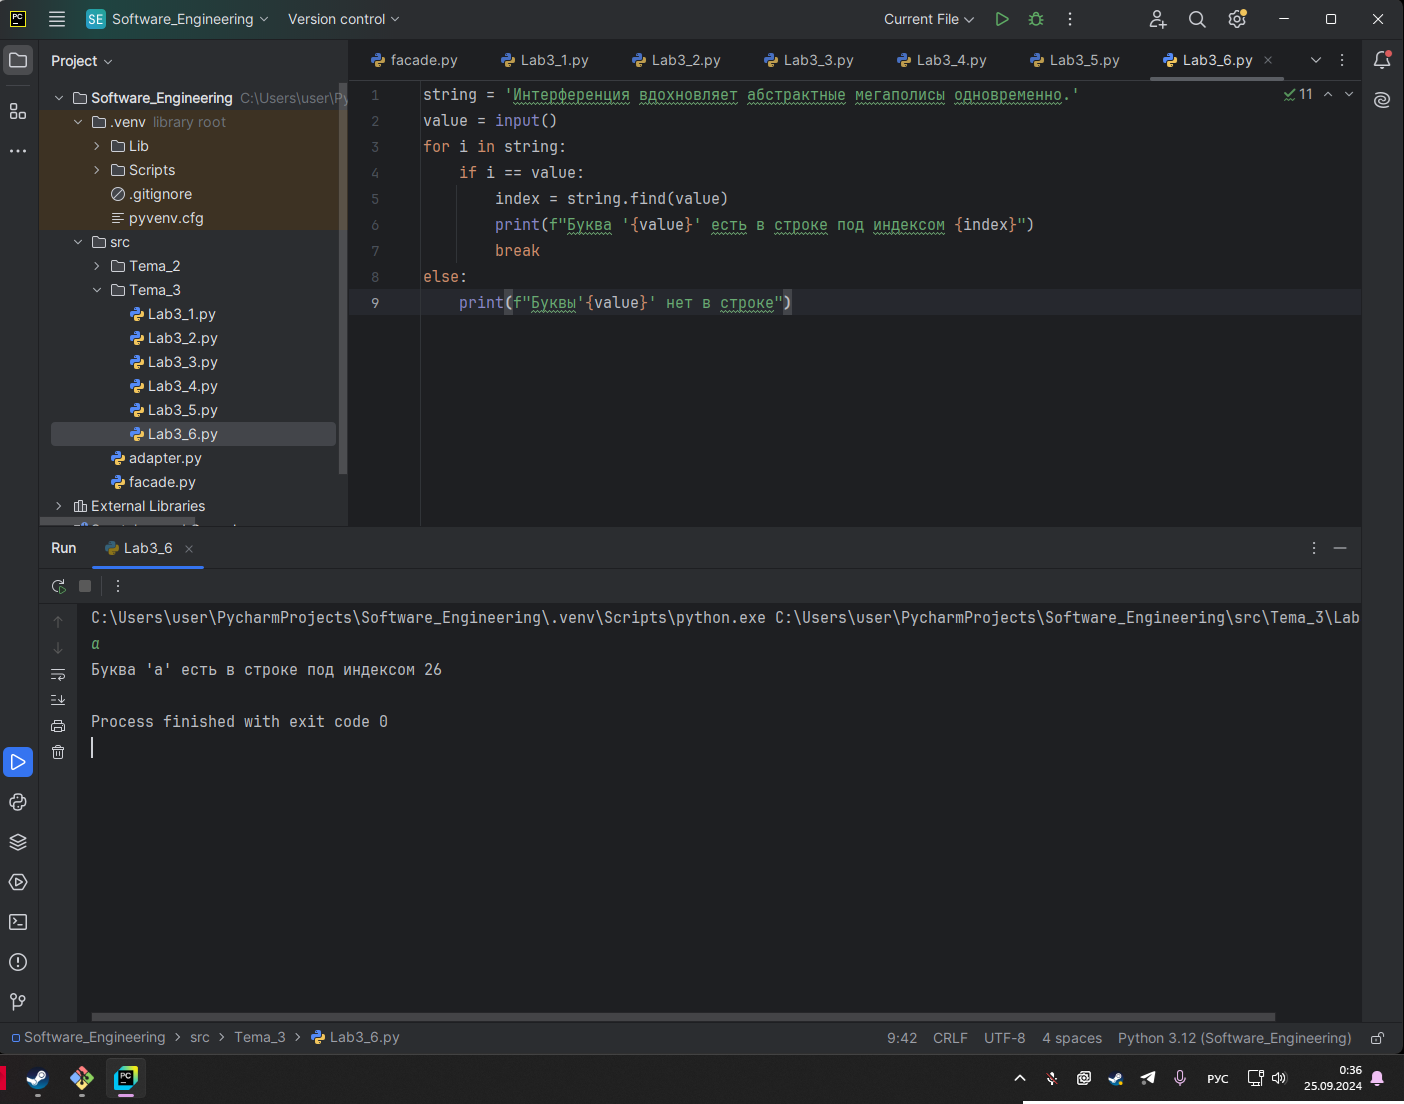 SE Software_Engineering Version control Current File
Project
facade.py Lab3_1.py Lab3_2.py Lab3_3.py Lab3_4.py Lab3_5.py Lab3_6.py
Software_Engineering C:\Users\user\Py
.venv library root
Lib
Scripts
.gitignore
pyvenv.cfg
src
Tema_2
Tema_3
Lab3_1.py
Lab3_2.py
Lab3_3.py
Lab3_4.py
Lab3_5.py
Lab3_6.py
adapter.py
facade.py
External Libraries
1 string = 'Интерференция вдохновляет абстрактные мегаполисы одновременно.'
11
2 value = input()
3 for i in string:
4 if i == value:
5 index = string.find(value)
6 print(f"Буква '{value}' есть в строке под индексом {index}")
7 break
8 else:
9 print(f"Буквы'{value}' нет в строке")
Run Lab3_6
C:\Users\user\PycharmProjects\Software_Engineering\.venv\Scripts\python.exe C:\Users\user\PycharmProjects\Software_Engineering\src\Tema_3\Lab
а
Буква 'а' есть в строке под индексом 26
Process finished with exit code 0
Software_Engineering > src > Tema_3 > Lab3_6.py 9:42 CRLF UTF-8 4 spaces Python 3.12 (Software_Engineering)
РУС
0:36
25.09.2024